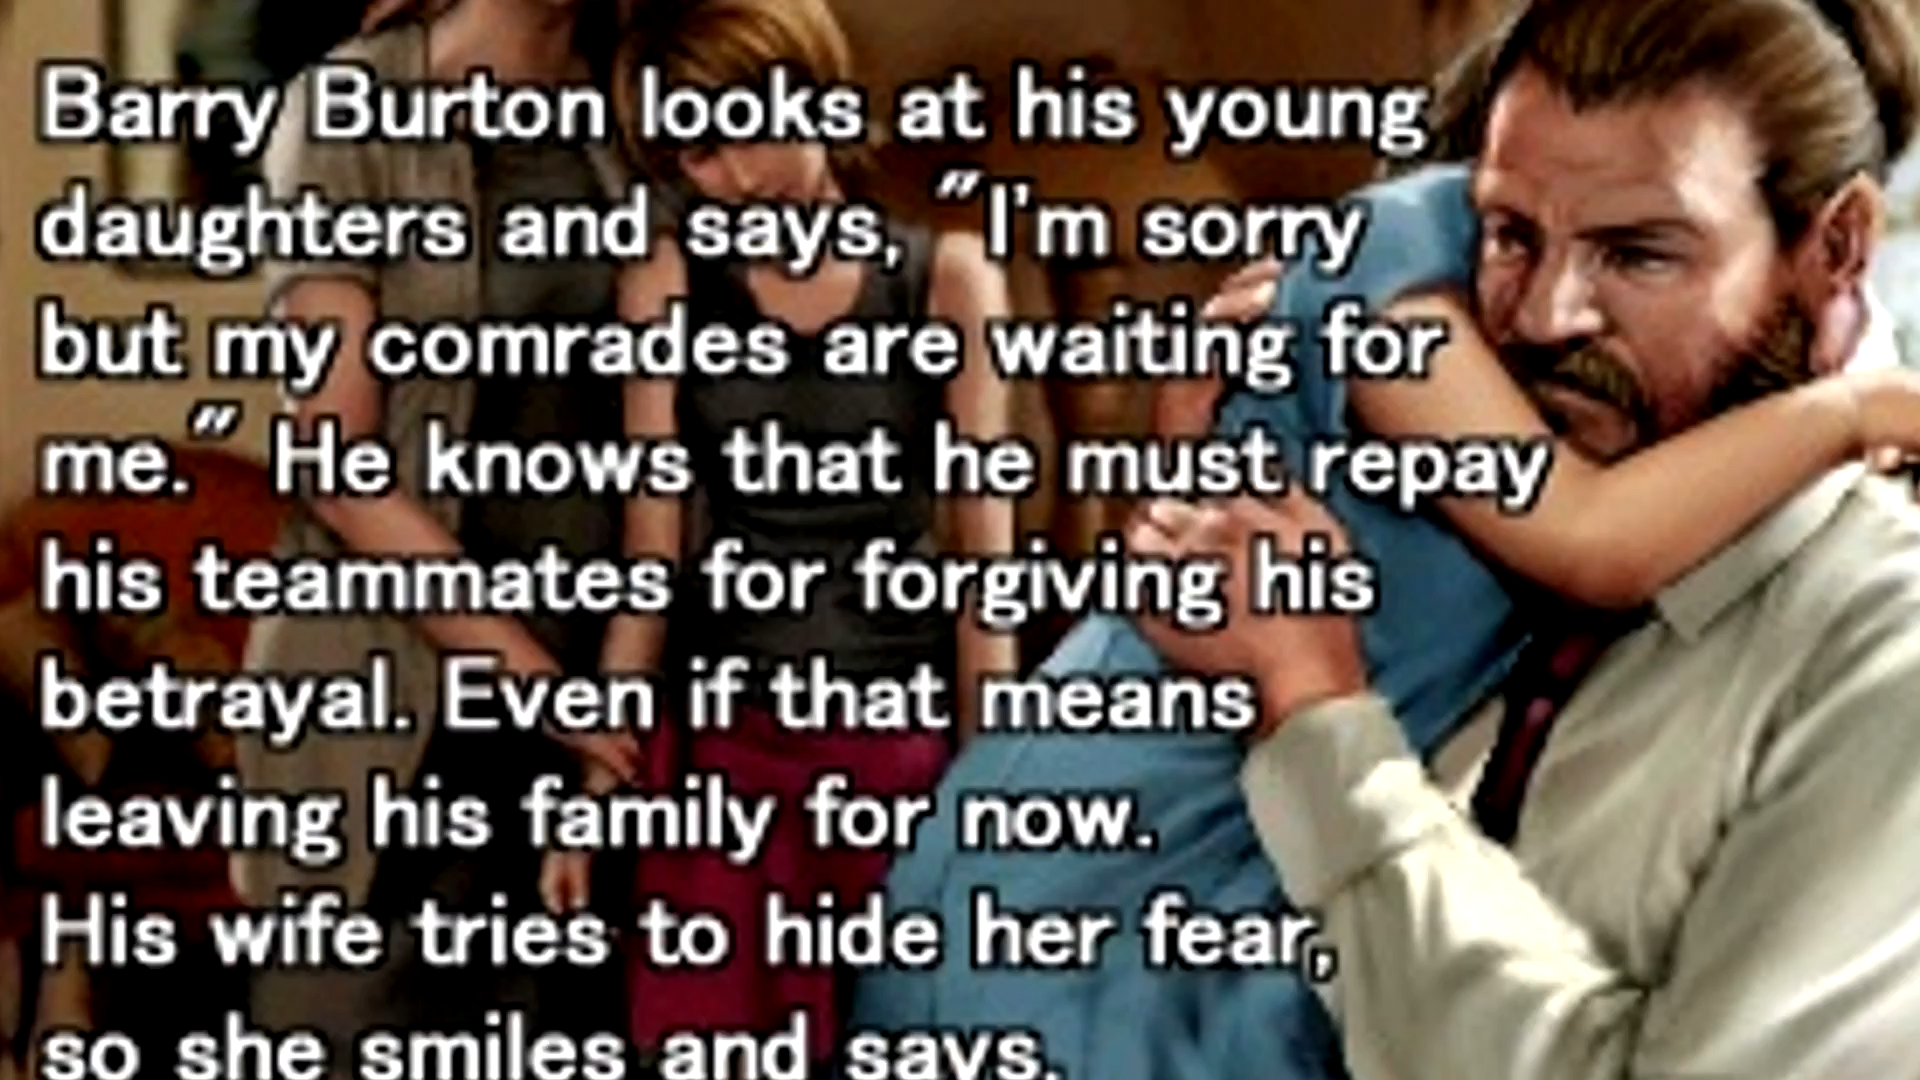 Barry Burton looks at his young
daughters and says, "I'm sorry
but my comrades are waiting for
me." He knows that he must repay
his teammates for forgiving his
betrayal. Even if that means
leaving his family for now.
His wife tries to hide her fear,
so she smiles and says,